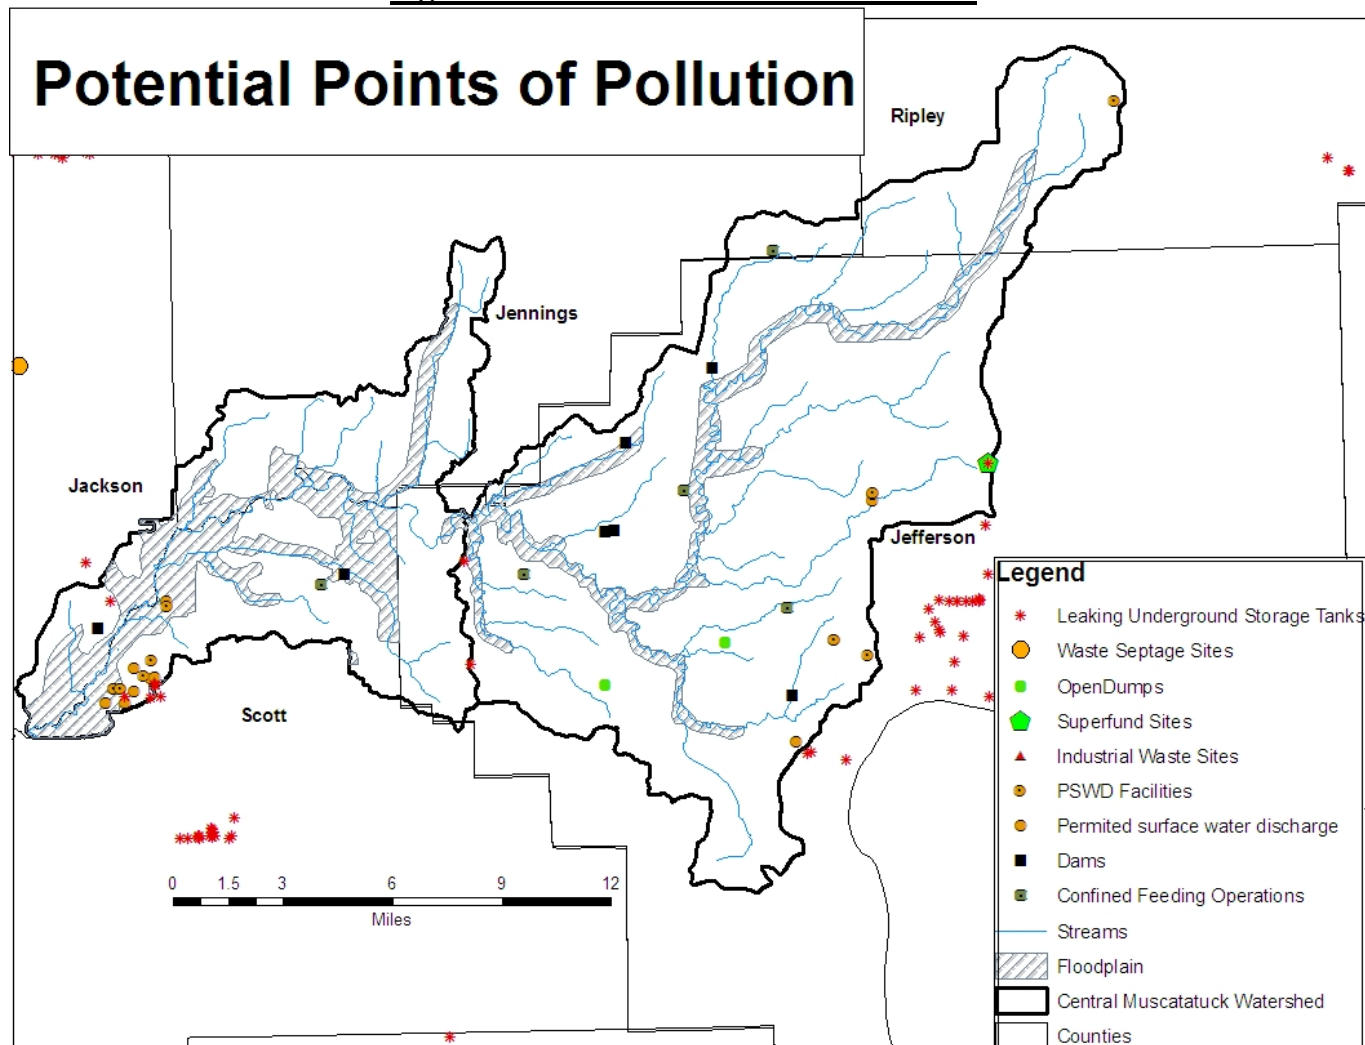 Potential Points of Pollution
Ripley
Jennings
Jackson
Jefferson
Scott
Legend
Leaking Underground Storage Tanks
Waste Septage Sites
OpenDumps
Superfund Sites
Industrial Waste Sites
PSWD Facilities
Permited surface water discharge
Dams
Confined Feeding Operations
Streams
Floodplain
Central Muscatatuck Watershed
Counties
0 1.5 3 6 9 12
Miles